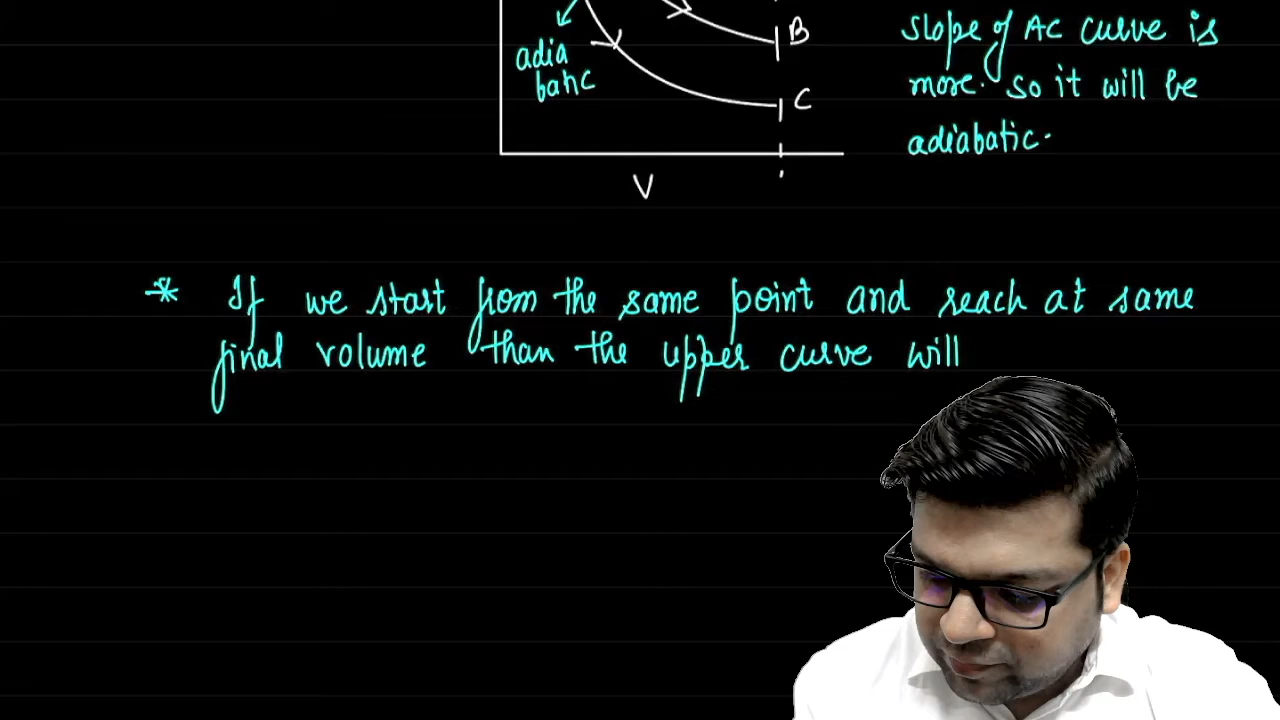 B
slope of AC curve is
adia
batic
more. so it will be
C
adiabatic.
V
* If we start from the same point and reach at same
final volume than the upper curve will